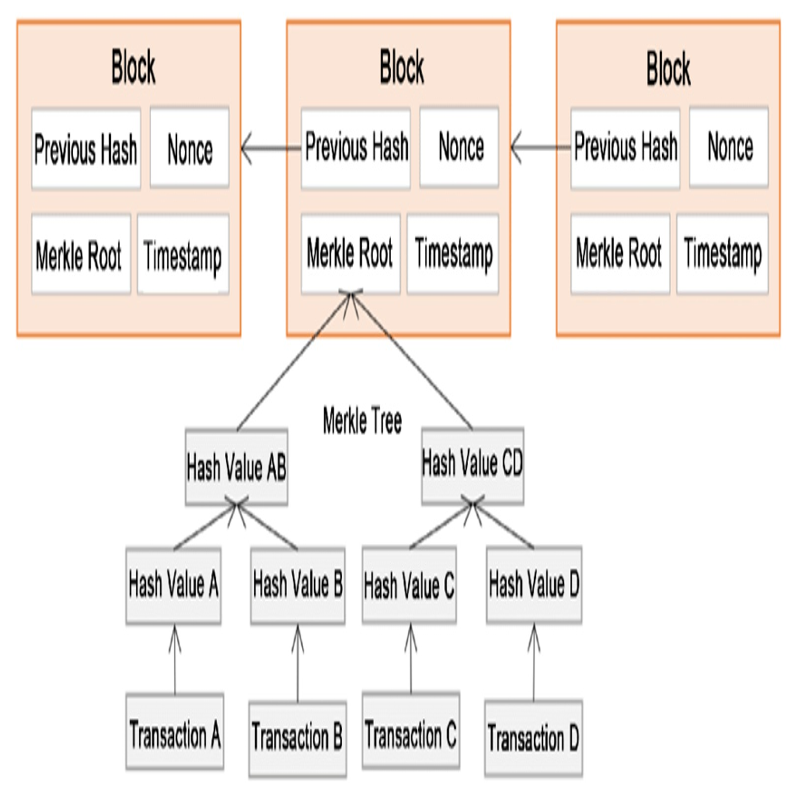 Block
Block
Block
Previous Hash
Nonce
Previous Hash
Nonce
Previous Hash
Nonce
Merkle Root
Timestamp
Merkle Root
Timestamp
Merkle Root
Timestamp
Merkle Tree
Hash Value AB
Hash Value CD
Hash Value A
Hash Value B
Hash Value C
Hash Value D
Transaction A
Transaction B
Transaction C
Transaction D